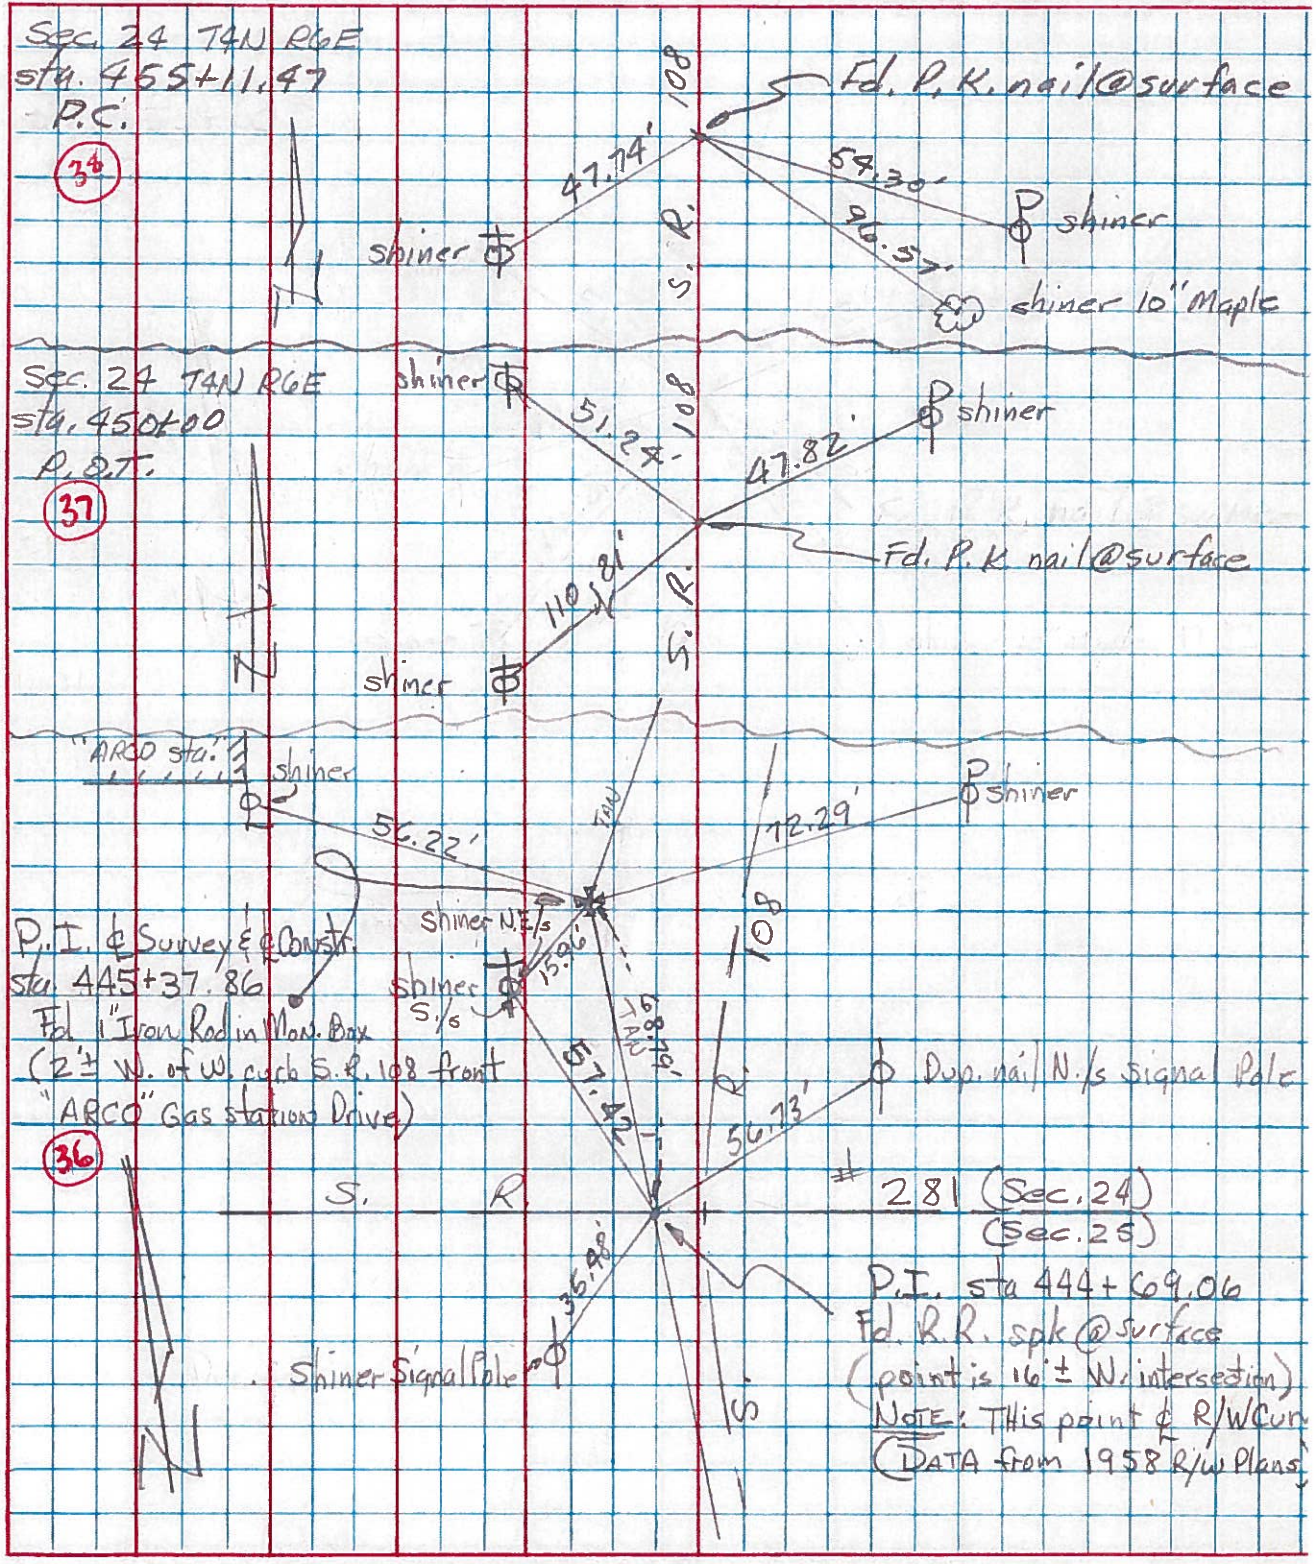 Sec. 24 T4N R6E
sta. 455+11.47
P.C.
38
108
Fd. P.K. nail@surface
47.74'
54.30'
96.57'
shiner
shiner
S. R.
shiner 10" Maple
Sec. 24 T4N R6E
sta. 450+00
P.O.T.
37
shiner
51.24'
108
shiner
47.82'
Fd. P.K. nail@surface
110.81'
S. R.
shiner
"ARCO sta."
shiner
56.22'
TAN
72.29'
shiner
108
shiner N.E/s
15.96'
P.I. ℄ Survey & ℄ Constr.
sta. 445+37.86
Fd. 1" Iron Rod in Mon. Box
(2'± W. of W. curb S.R. 108 front
"ARCO" Gas station Drive)
36
shiner
S./s
68.79'
TAN
57.42
R.
56.73'
Dup. nail N./s Signal Pole
S. R. # 281 (Sec. 24)
(Sec. 25)
35.48'
Shiner Signal Pole
P.I. sta 444+69.06
Fd. R.R. spk @ surface
(point is 16'± W. intersection)
NOTE: THis point ℄ R/W Cur
(DATA from 1958 R/W Plans)
S.
N
N
N